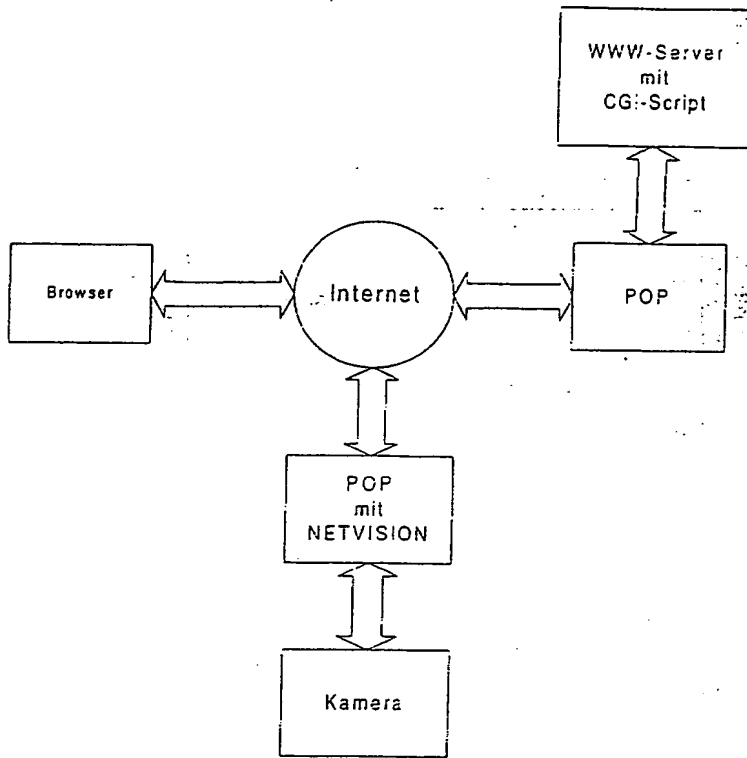 WWW-Server
mit
CGI-Script
Browser
Internet
POP
POP
mit
NETVISION
Kamera